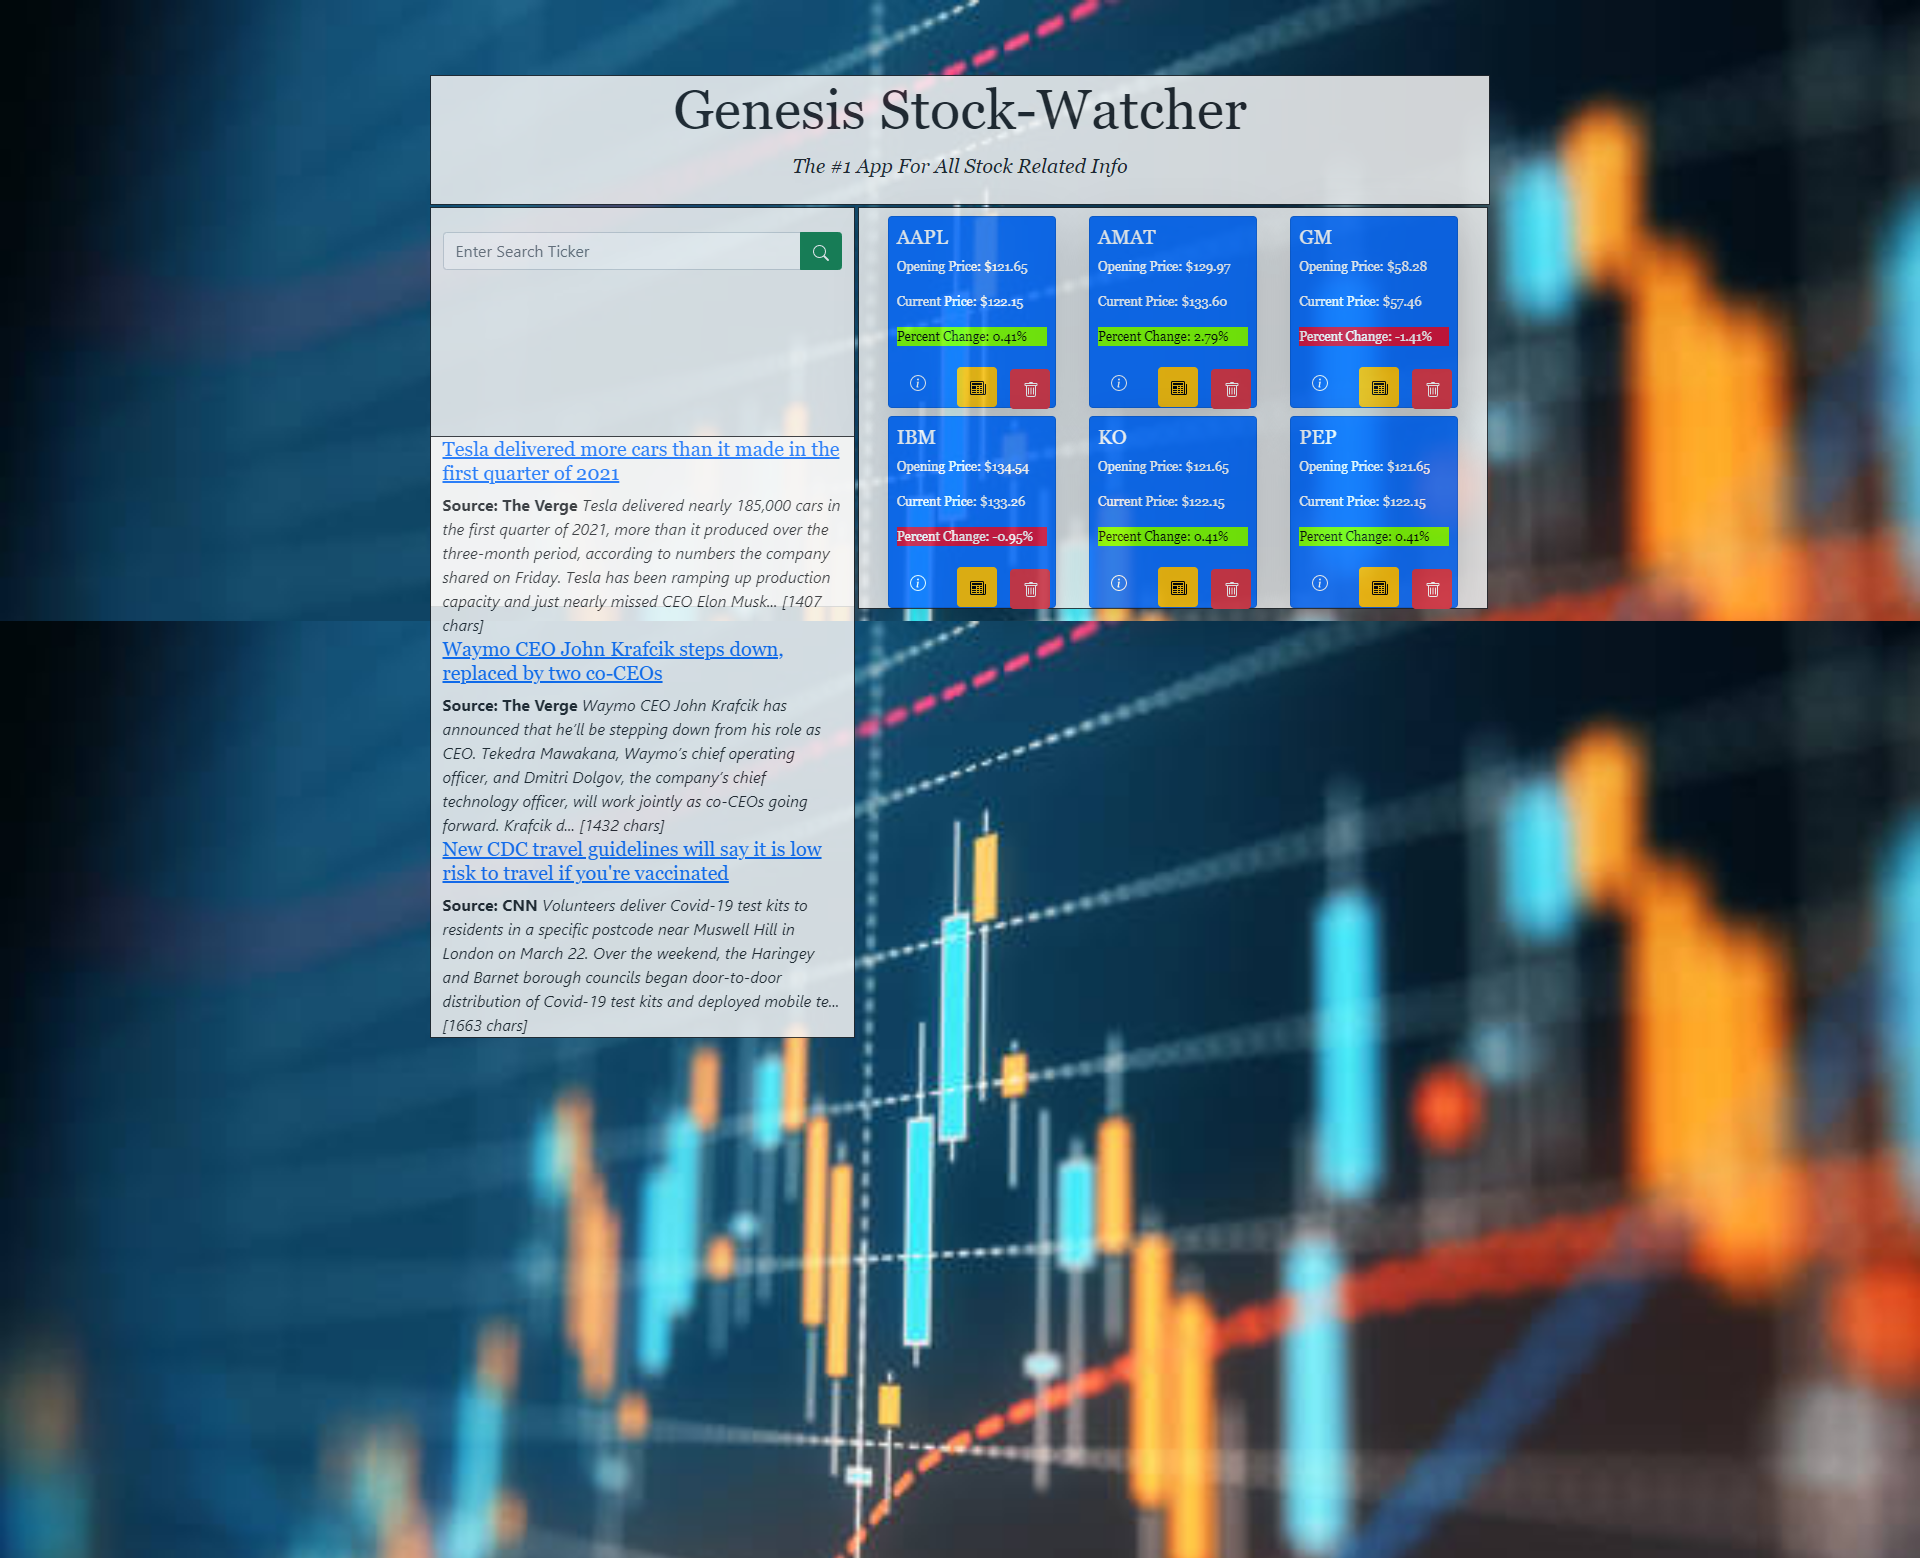 Genesis Stock-Watcher
The #1 App For All Stock Related Info
Enter Search Ticker
Tesla delivered more cars than it made in the
first quarter of 2021
Source: The Verge Tesla delivered nearly 185,000 cars in
the first quarter of 2021, more than it produced over the
three-month period, according to numbers the company
shared on Friday. Tesla has been ramping up production
capacity and just nearly missed CEO Elon Musk... [1407
chars]
Waymo CEO John Krafcik steps down,
replaced by two co-CEOs
Source: The Verge Waymo CEO John Krafcik has
announced that he'll be stepping down from his role as
CEO. Tekedra Mawakana, Waymo's chief operating
officer, and Dmitri Dolgov, the company's chief
technology officer, will work jointly as co-CEOs going
forward. Krafcik d... [1432 chars]
New CDC travel guidelines will say it is low
risk to travel if you're vaccinated
Source: CNN Volunteers deliver Covid-19 test kits to
residents in a specific postcode near Muswell Hill in
London on March 22. Over the weekend, the Haringey
and Barnet borough councils began door-to-door
distribution of Covid-19 test kits and deployed mobile te...
[1663 chars]
AAPL
Opening Price: $121.65
Current Price: $122.15
Percent Change: 0.41%
AMAT
Opening Price: $129.97
Current Price: $133.60
Percent Change: 2.79%
GM
Opening Price: $58.28
Current Price: $57.46
Percent Change: -1.41%
IBM
Opening Price: $134.54
Current Price: $133.26
Percent Change: -0.95%
KO
Opening Price: $121.65
Current Price: $122.15
Percent Change: 0.41%
PEP
Opening Price: $121.65
Current Price: $122.15
Percent Change: 0.41%